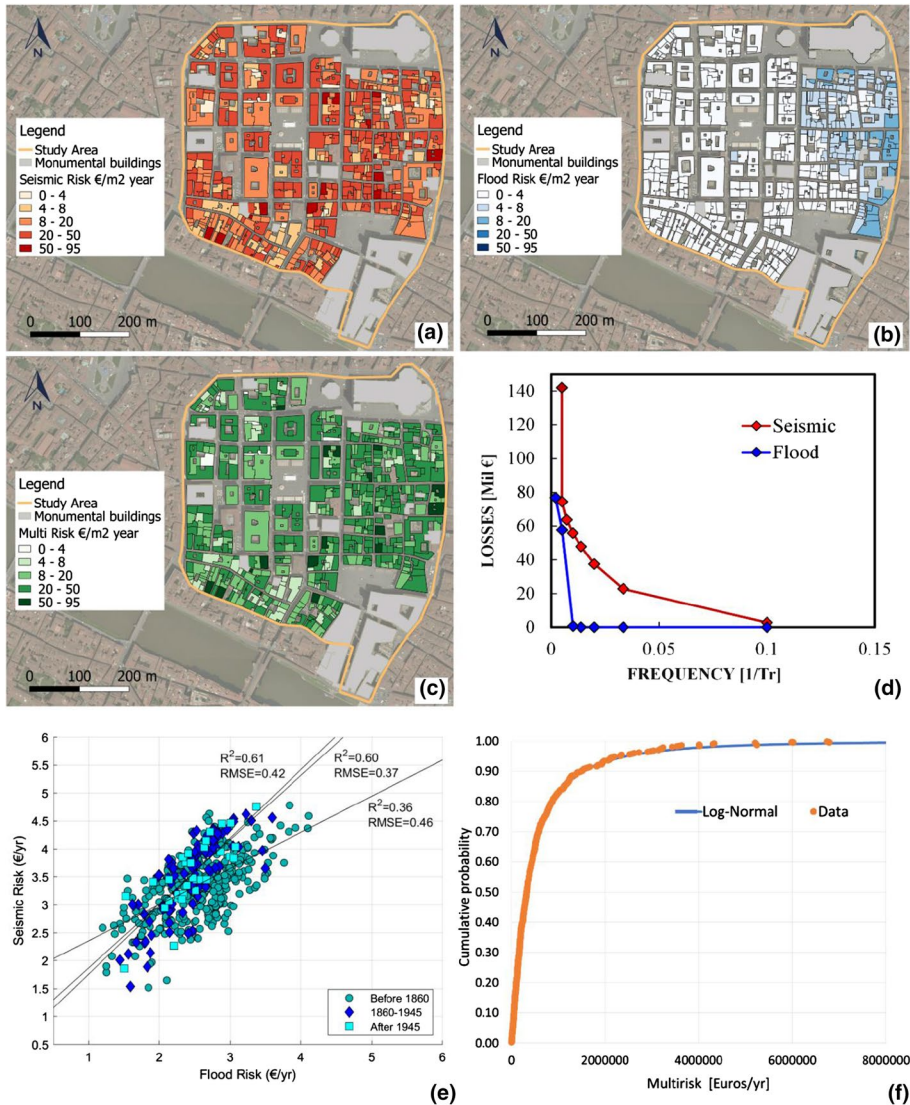 N
Legend
Study Area
Monumental buildings
Seismic Risk €/m2 year
0 - 4
4 - 8
8 - 20
20 - 50
50 - 95
0 100 200 m
(a)
N
Legend
Study Area
Monumental buildings
Flood Risk €/m2 year
0 - 4
4 - 8
8 - 20
20 - 50
50 - 95
0 100 200 m
(b)
N
Legend
Study Area
Monumental buildings
Multi Risk €/m2 year
0 - 4
4 - 8
8 - 20
20 - 50
50 - 95
0 100 200 m
(c)
LOSSES [Mil €]
140
120
100
80
60
40
20
0
Seismic
Flood
0 0.05 0.1 0.15
FREQUENCY [1/Tr]
(d)
Seismic Risk (€/yr)
6
5.5
5
4.5
4
3.5
3
2.5
2
1.5
1
0.5
R²=0.61
RMSE=0.42
R²=0.60
RMSE=0.37
R²=0.36
RMSE=0.46
Before 1860
1860-1945
After 1945
1 2 3 4 5 6
Flood Risk (€/yr)
(e)
Cumulative probability
1.00
0.90
0.80
0.70
0.60
0.50
0.40
0.30
0.20
0.10
0.00
Log-Normal Data
0 2000000 4000000 6000000 8000000
Multirisk [Euros/yr]
(f)